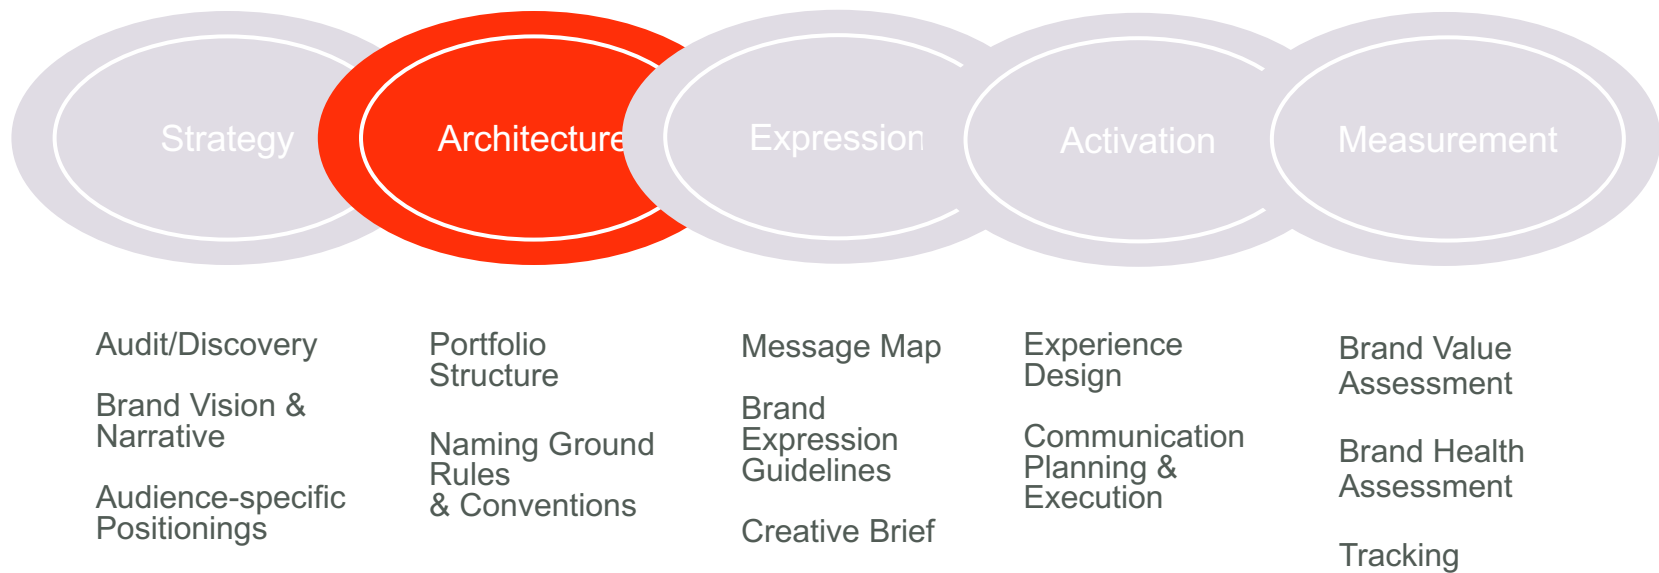 Strategy
Architecture
Expression
Activation
Measurement
Audit/Discovery
Brand Vision &
Narrative
Audience-specific
Positionings
Portfolio
Structure
Naming Ground
Rules
& Conventions
Message Map
Brand
Expression
Guidelines
Creative Brief
Experience
Design
Communication
Planning &
Execution
Brand Value
Assessment
Brand Health
Assessment
Tracking